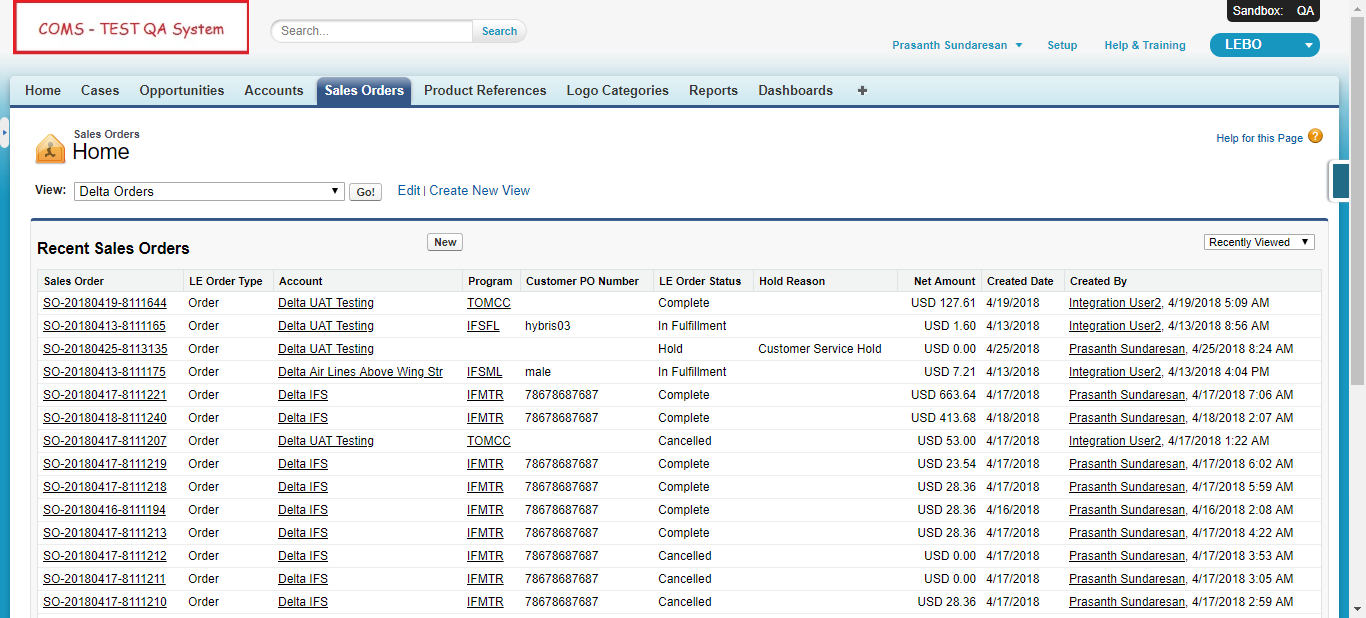 Sandbox: QA
COMS - TEST QA System
Search... Search
Prasanth Sundaresan Setup Help & Training LEBO
Home Cases Opportunities Accounts Sales Orders Product References Logo Categories Reports Dashboards +
Sales Orders
Home
Help for this Page ?
View: Delta Orders Go! Edit | Create New View
Recent Sales Orders New Recently Viewed
Sales Order LE Order Type Account Program Customer PO Number LE Order Status Hold Reason Net Amount Created Date Created By
SO-20180419-8111644 Order Delta UAT Testing TOMCC Complete USD 127.61 4/19/2018 Integration User2, 4/19/2018 5:09 AM
SO-20180413-8111165 Order Delta UAT Testing IFSFL hybris03 In Fulfillment USD 1.60 4/13/2018 Integration User2, 4/13/2018 8:56 AM
SO-20180425-8113135 Order Delta UAT Testing Hold Customer Service Hold USD 0.00 4/25/2018 Prasanth Sundaresan, 4/25/2018 8:24 AM
SO-20180413-8111175 Order Delta Air Lines Above Wing Str IFSML male In Fulfillment USD 7.21 4/13/2018 Integration User2, 4/13/2018 4:04 PM
SO-20180417-8111221 Order Delta IFS IFMTR 78678687687 Complete USD 663.64 4/17/2018 Prasanth Sundaresan, 4/17/2018 7:06 AM
SO-20180418-8111240 Order Delta IFS IFMTR 78678687687 Complete USD 413.68 4/18/2018 Prasanth Sundaresan, 4/18/2018 2:07 AM
SO-20180417-8111207 Order Delta UAT Testing TOMCC Cancelled USD 53.00 4/17/2018 Integration User2, 4/17/2018 1:22 AM
SO-20180417-8111219 Order Delta IFS IFMTR 78678687687 Complete USD 23.54 4/17/2018 Prasanth Sundaresan, 4/17/2018 6:02 AM
SO-20180417-8111218 Order Delta IFS IFMTR 78678687687 Complete USD 28.36 4/17/2018 Prasanth Sundaresan, 4/17/2018 5:59 AM
SO-20180416-8111194 Order Delta IFS IFMTR 78678687687 Complete USD 28.36 4/16/2018 Prasanth Sundaresan, 4/16/2018 2:08 AM
SO-20180417-8111213 Order Delta IFS IFMTR 78678687687 Complete USD 28.36 4/17/2018 Prasanth Sundaresan, 4/17/2018 4:22 AM
SO-20180417-8111212 Order Delta IFS IFMTR 78678687687 Cancelled USD 0.00 4/17/2018 Prasanth Sundaresan, 4/17/2018 3:53 AM
SO-20180417-8111211 Order Delta IFS IFMTR 78678687687 Cancelled USD 0.00 4/17/2018 Prasanth Sundaresan, 4/17/2018 3:05 AM
SO-20180417-8111210 Order Delta IFS IFMTR 78678687687 Cancelled USD 28.36 4/17/2018 Prasanth Sundaresan, 4/17/2018 2:59 AM